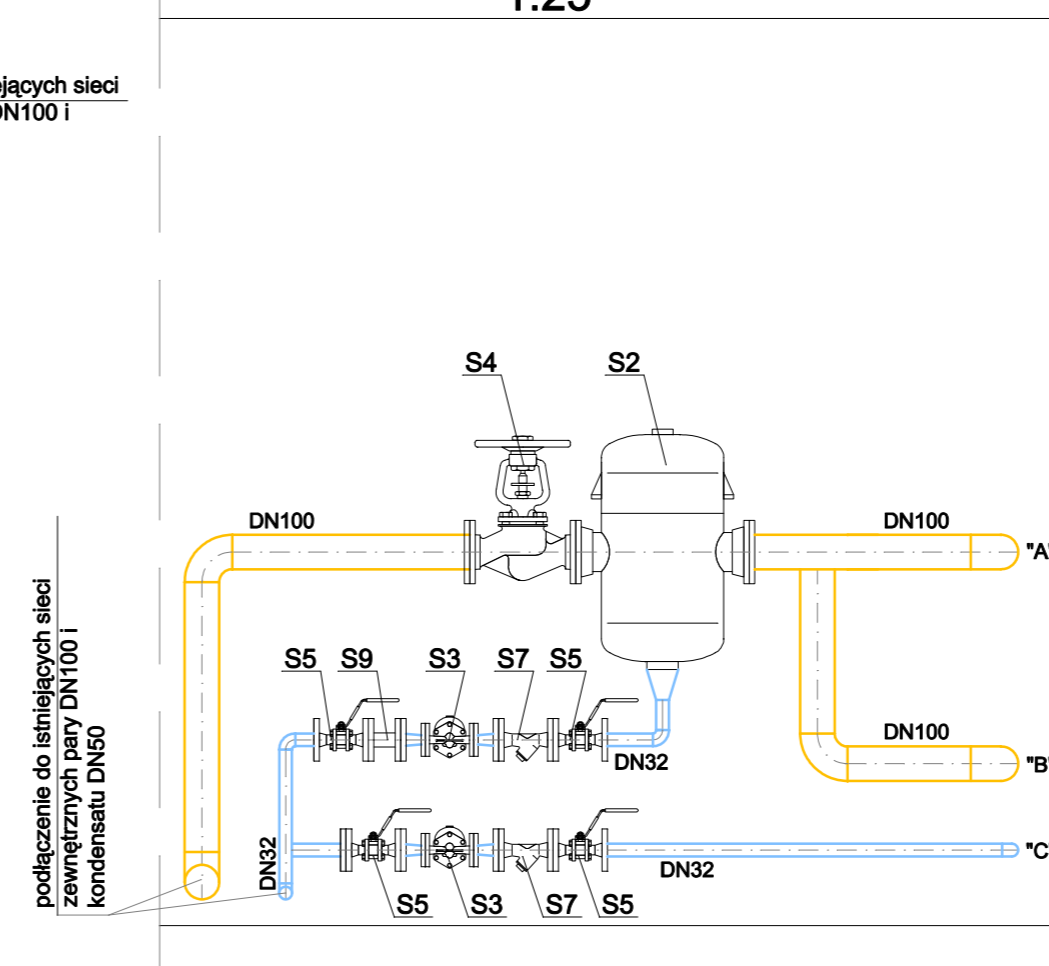 1:25
ejących sieci
DN100 i
S4
S2
DN100
DN100
"A"
S5
S9
S3
S7
S5
DN32
DN100
"B"
DN32
DN32
"C"
S5
S3
S7
S5
podłączenie do istniejących sieci
zewnętrznych pary DN100 i
kondensatu DN50